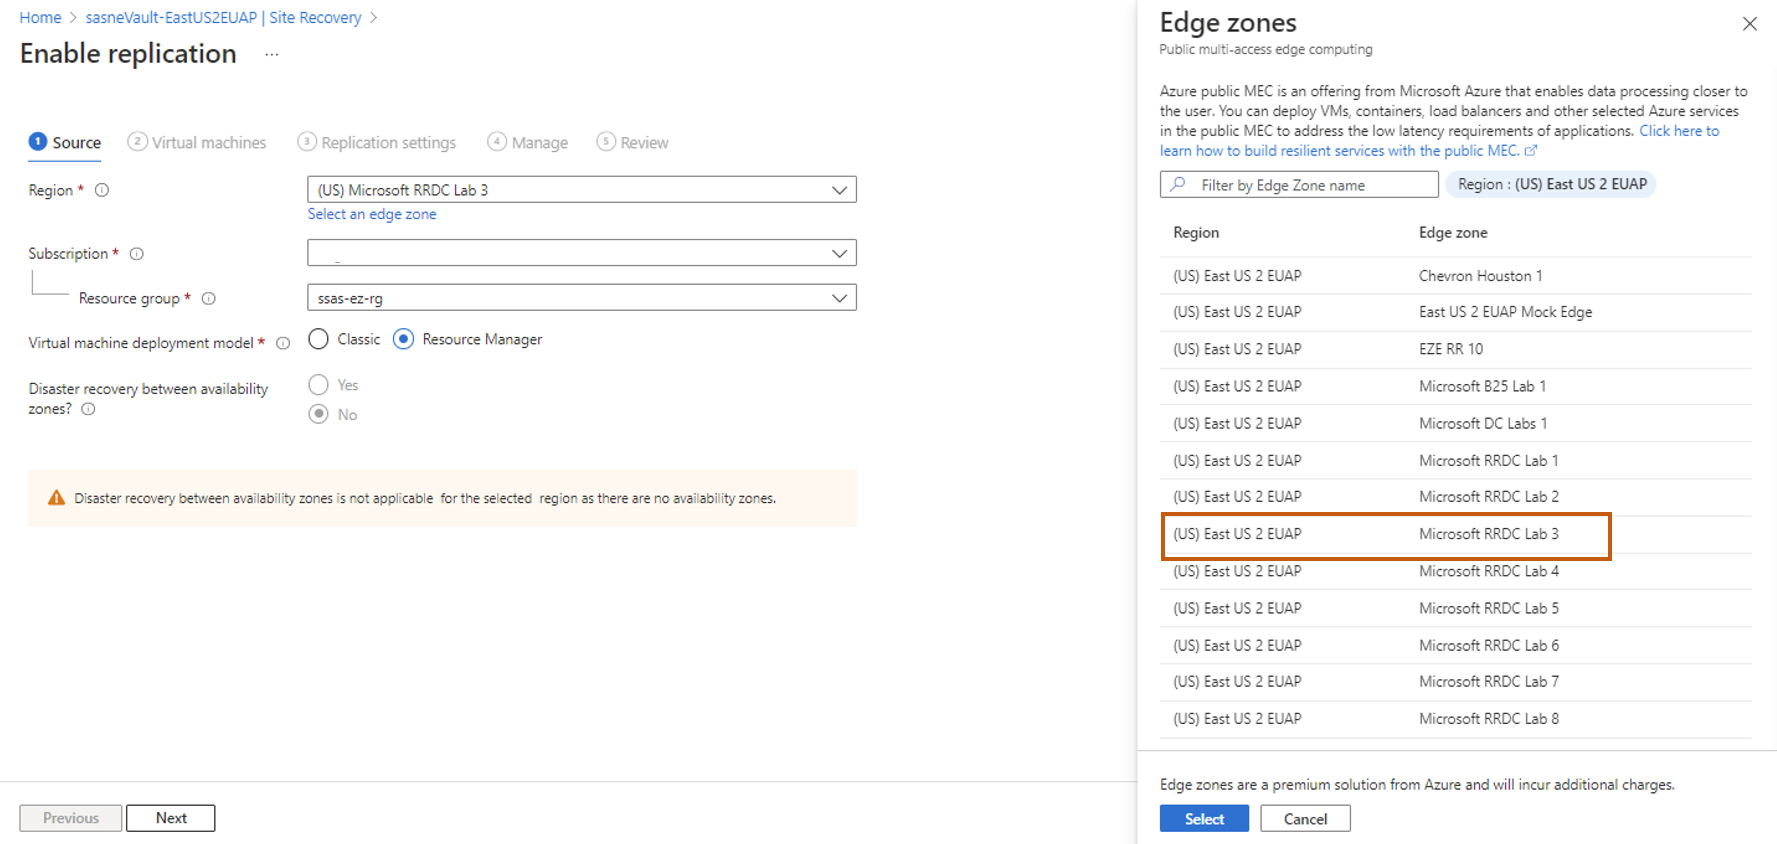 Home > sasneVault-EastUS2EUAP | Site Recovery >
Enable replication ...
1 Source 2 Virtual machines 3 Replication settings 4 Manage 5 Review
Region * (US) Microsoft RRDC Lab 3
Select an edge zone
Subscription * _
Resource group * ssas-ez-rg
Virtual machine deployment model * Classic Resource Manager
Disaster recovery between availability
zones?
Yes
No
Disaster recovery between availability zones is not applicable for the selected region as there are no availability zones.
Previous Next
Edge zones
Public multi-access edge computing
Azure public MEC is an offering from Microsoft Azure that enables data processing closer to
the user. You can deploy VMs, containers, load balancers and other selected Azure services
in the public MEC to address the low latency requirements of applications. Click here to
learn how to build resilient services with the public MEC.
Filter by Edge Zone name Region : (US) East US 2 EUAP
Region Edge zone
(US) East US 2 EUAP Chevron Houston 1
(US) East US 2 EUAP East US 2 EUAP Mock Edge
(US) East US 2 EUAP EZE RR 10
(US) East US 2 EUAP Microsoft B25 Lab 1
(US) East US 2 EUAP Microsoft DC Labs 1
(US) East US 2 EUAP Microsoft RRDC Lab 1
(US) East US 2 EUAP Microsoft RRDC Lab 2
(US) East US 2 EUAP Microsoft RRDC Lab 3
(US) East US 2 EUAP Microsoft RRDC Lab 4
(US) East US 2 EUAP Microsoft RRDC Lab 5
(US) East US 2 EUAP Microsoft RRDC Lab 6
(US) East US 2 EUAP Microsoft RRDC Lab 7
(US) East US 2 EUAP Microsoft RRDC Lab 8
Edge zones are a premium solution from Azure and will incur additional charges.
Select Cancel